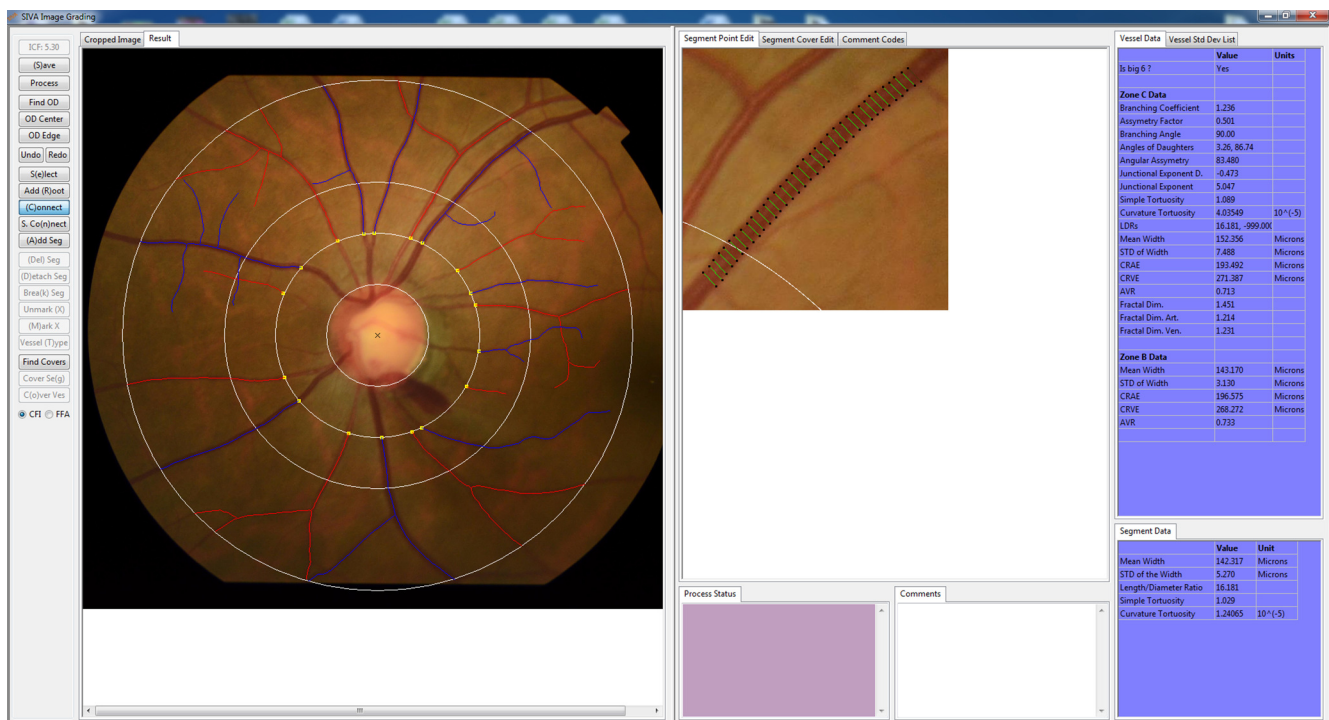 SIVA Image Grading
Cropped Image Result
ICF: 5.30
(S)ave
Process
Find OD
OD Center
OD Edge
Undo Redo
S(e)lect
Add (R)oot
(C)onnect
S. Co(n)nect
(A)dd Seg
(Del) Seg
(D)etach Seg
Brea(k) Seg
Unmark (X)
(M)ark X
Vessel (T)ype
Find Covers
Cover Se(g)
C(o)ver Ves
CFI FFA
Segment Point Edit Segment Cover Edit Comment Codes
Process Status
Comments
Vessel Data Vessel Std Dev List
Value Units
Is big 6 ? Yes
Zone C Data
Branching Coefficient 1.236
Assymetry Factor 0.501
Branching Angle 90.00
Angles of Daughters 3.26, 86.74
Angular Assymetry 83.480
Junctional Exponent D. -0.473
Junctional Exponent 5.047
Simple Tortuosity 1.089
Curvature Tortuosity 4.03549 10^(-5)
LDRs 16.181, -999.000
Mean Width 152.356 Microns
STD of Width 7.488 Microns
CRAE 193.492 Microns
CRVE 271.387 Microns
AVR 0.713
Fractal Dim. 1.451
Fractal Dim. Art. 1.214
Fractal Dim. Ven. 1.231
Zone B Data
Mean Width 143.170 Microns
STD of Width 3.130 Microns
CRAE 196.575 Microns
CRVE 268.272 Microns
AVR 0.733
Segment Data
Value Unit
Mean Width 142.317 Microns
STD of the Width 5.270 Microns
Length/Diameter Ratio 16.181
Simple Tortuosity 1.029
Curvature Tortuosity 1.24065 10^(-5)